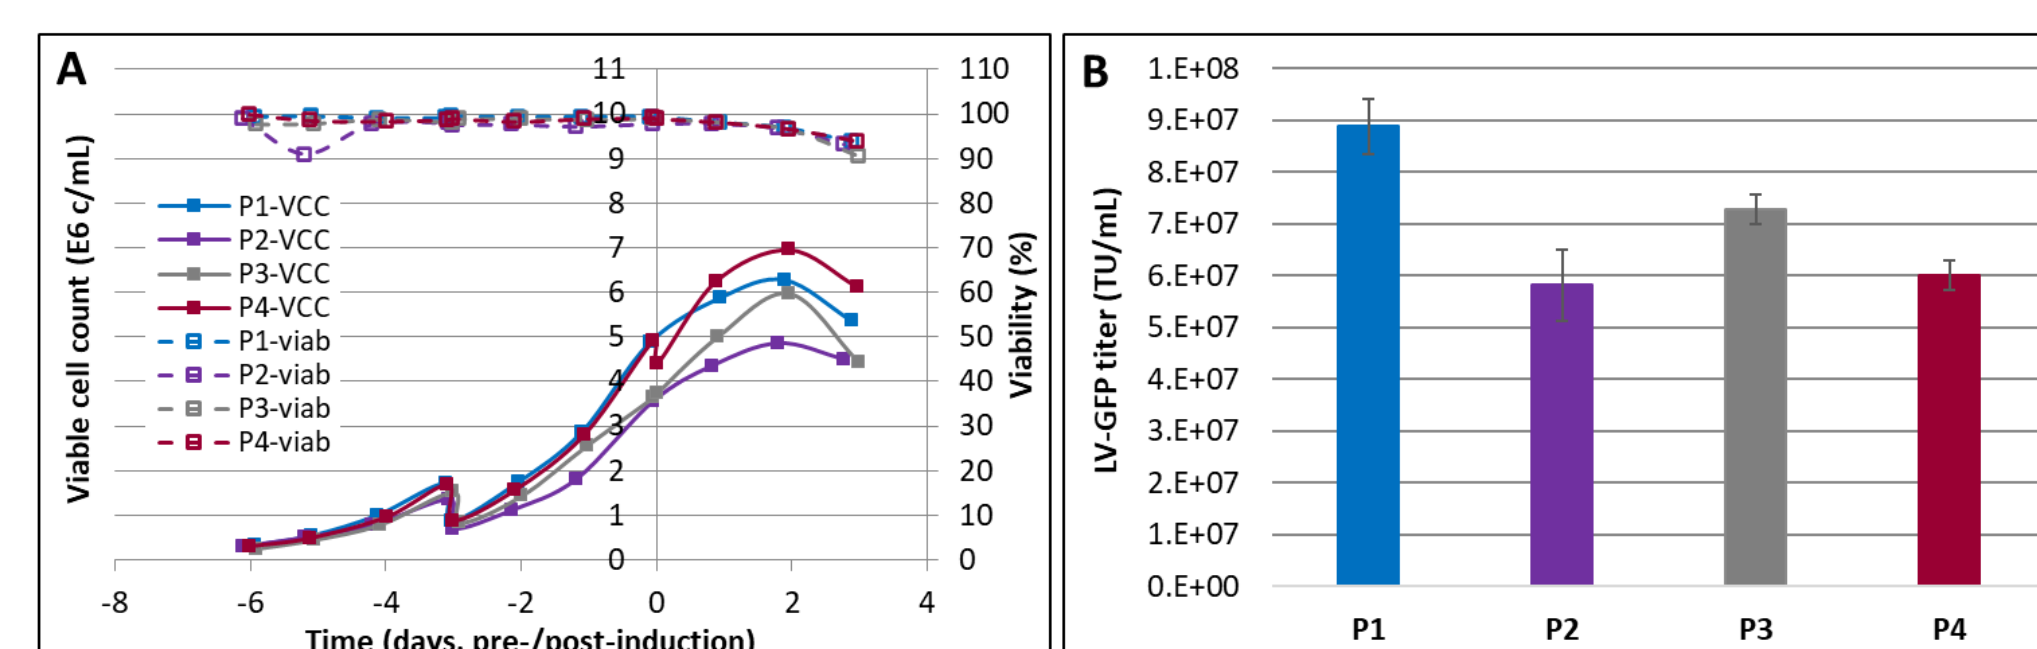 A
11
10
9
8
7
6
5
4
3
2
1
0
110
100
90
80
70
60
50
40
30
20
10
0
Viable cell count (E6 c/mL)
Viability (%)
P1-VCC
P2-VCC
P3-VCC
P4-VCC
P1-viab
P2-viab
P3-viab
P4-viab
-8 -6 -4 -2 0 2 4
Time (days, pre-/post-induction)
B
1.E+08
9.E+07
8.E+07
7.E+07
6.E+07
5.E+07
4.E+07
3.E+07
2.E+07
1.E+07
0.E+00
LV-GFP titer (TU/mL)
P1 P2 P3 P4